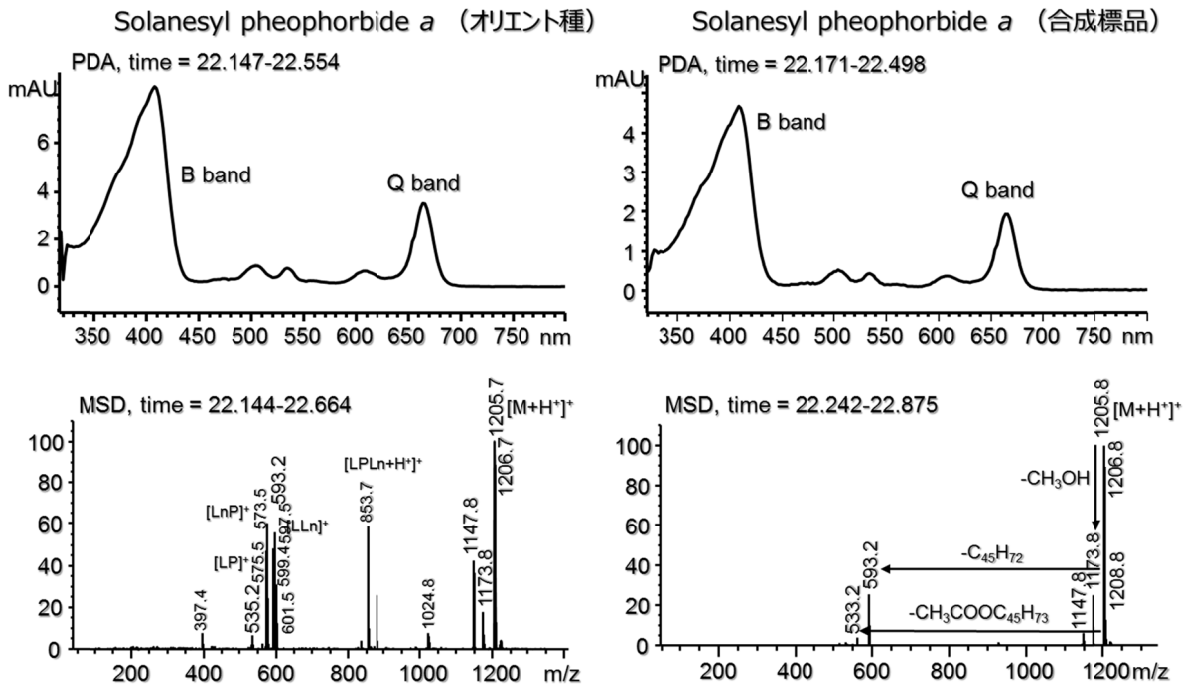 Solanesyl pheophorbide a （オリエント種）
PDA, time = 22.147-22.554
mAU
6
4
2
0
B band
Q band
350 400 450 500 550 600 650 700 750 nm
Solanesyl pheophorbide a （合成標品）
PDA, time = 22.171-22.498
mAU
4
3
2
1
0
B band
Q band
350 400 450 500 550 600 650 700 750 nm
MSD, time = 22.144-22.664
100
80
60
40
20
0
397.4
[LP]⁺
535.2
[LnP]⁺
575.5
573.5
593.2
597.5
599.4
601.5
[LLn]⁺
[LPLn+H⁺]⁺
853.7
1024.8
1147.8
1173.8
1205.7
1206.7
[M+H⁺]⁺
200 400 600 800 1000 1200 m/z
MSD, time = 22.242-22.875
100
80
60
40
20
0
533.2
593.2
1147.8
1173.8
1205.8
1206.8
1208.8
[M+H⁺]⁺
-CH₃OH
-C₄₅H₇₂
-CH₃COOC₄₅H₇₃
200 400 600 800 1000 1200 m/z